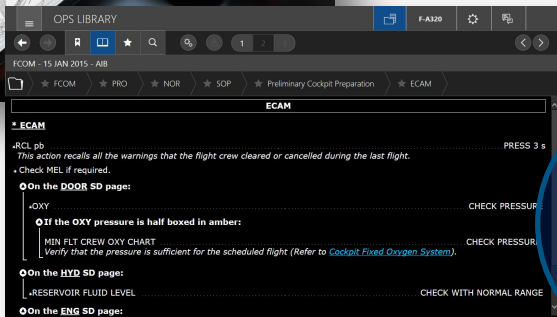 OPS LIBRARY
F-A320
1 2 3
FCOM - 15 JAN 2015 - AIB
FCOM PRO NOR SOP Preliminary Cockpit Preparation ECAM
ECAM
* ECAM
RCL pb PRESS 3 s
This action recalls all the warnings that the flight crew cleared or cancelled during the last flight.
Check MEL if required.
On the DOOR SD page:
OXY CHECK PRESSURE
If the OXY pressure is half boxed in amber:
MIN FLT CREW OXY CHART CHECK PRESSUR
Verify that the pressure is sufficient for the scheduled flight (Refer to Cockpit Fixed Oxygen System).
On the HYD SD page:
RESERVOIR FLUID LEVEL CHECK WITH NORMAL RANGE
On the ENG SD page: